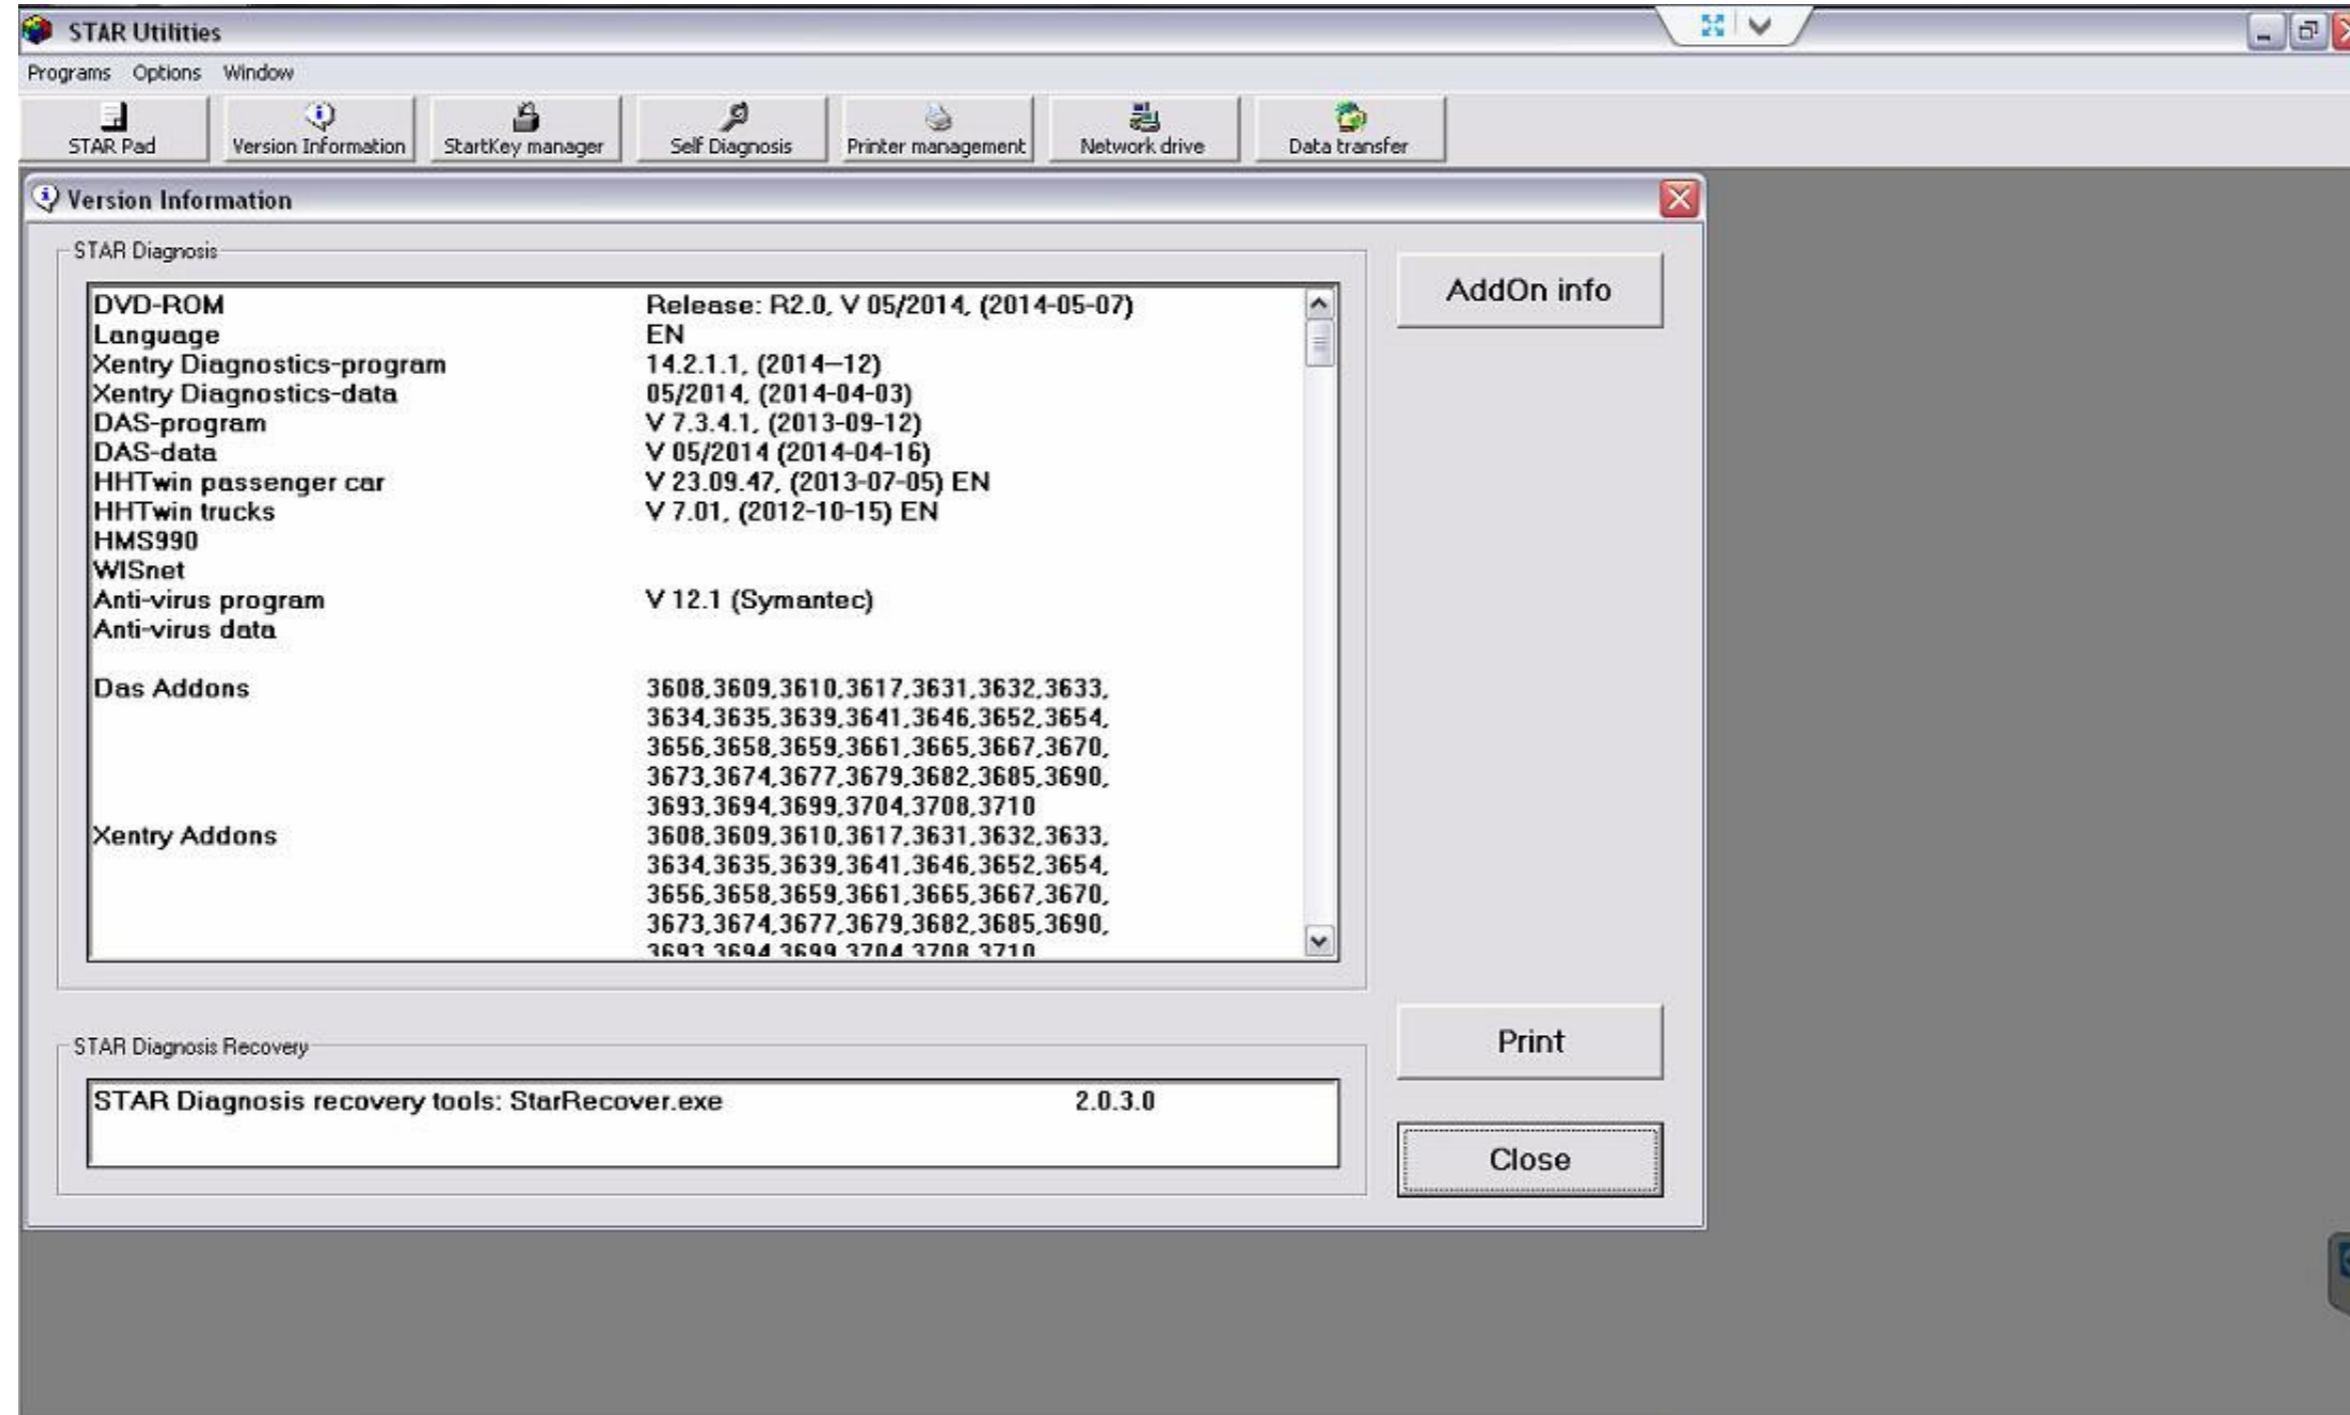 STAR Utilities
Programs Options Window
STAR Pad Version Information StartKey manager Self Diagnosis Printer management Network drive Data transfer
Version Information
STAR Diagnosis
AddOn info
DVD-ROM Release: R2.0, V 05/2014, (2014-05-07)
Language EN
Xentry Diagnostics-program 14.2.1.1, (2014--12)
Xentry Diagnostics-data 05/2014, (2014-04-03)
DAS-program V 7.3.4.1, (2013-09-12)
DAS-data V 05/2014 (2014-04-16)
HHTwin passenger car V 23.09.47, (2013-07-05) EN
HHTwin trucks V 7.01, (2012-10-15) EN
HMS990
WISnet
Anti-virus program V 12.1 (Symantec)
Anti-virus data
Das Addons 3608,3609,3610,3617,3631,3632,3633,
3634,3635,3639,3641,3646,3652,3654,
3656,3658,3659,3661,3665,3667,3670,
3673,3674,3677,3679,3682,3685,3690,
3693,3694,3699,3704,3708,3710
Xentry Addons 3608,3609,3610,3617,3631,3632,3633,
3634,3635,3639,3641,3646,3652,3654,
3656,3658,3659,3661,3665,3667,3670,
3673,3674,3677,3679,3682,3685,3690,
3693,3694,3699,3704,3708,3710
Print
STAR Diagnosis Recovery
STAR Diagnosis recovery tools: StarRecover.exe 2.0.3.0
Close